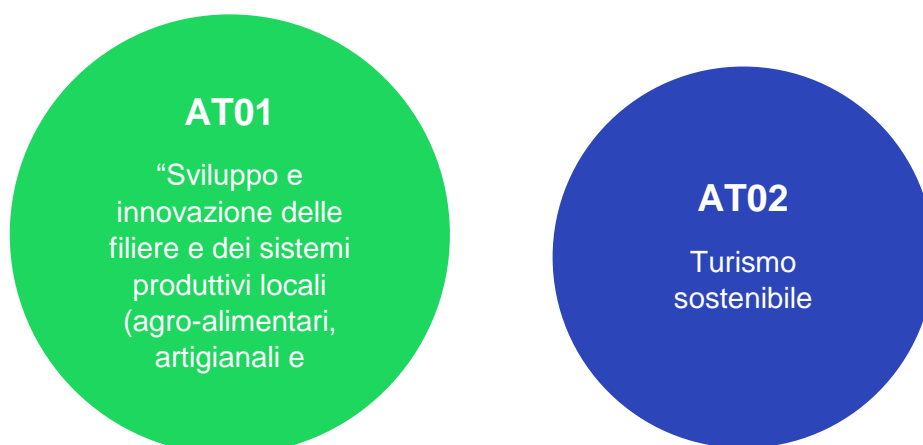 AT01
“Sviluppo e
innovazione delle
filiere e dei sistemi
produttivi locali
(agro-alimentari,
artigianali e
AT02
Turismo
sostenibile